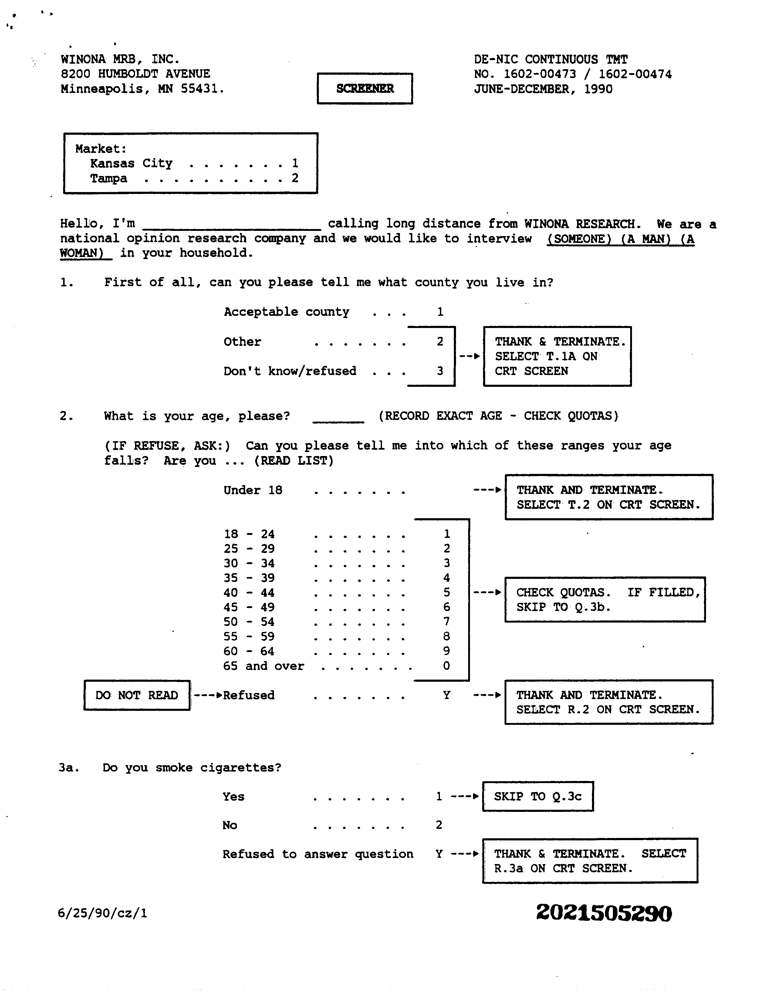 WINONA MRB, INC. DE-NIC CONTINUOUS TMT
8200 HUMBOLDT AVENUE NO. 1602-00473 / 1602-00474
Minneapolis, MN 55431. SCREENER JUNE-DECEMBER, 1990
Market:
Kansas City . . . . . . . 1
Tampa . . . . . . . . . . 2
Hello, I'm ______________________ calling long distance from WINONA RESEARCH. We are a
national opinion research company and we would like to interview (SOMEONE) (A MAN) (A
WOMAN) in your household.
1. First of all, can you please tell me what county you live in?
Acceptable county . . . 1
Other . . . . . . . 2
Don't know/refused . . . 3
--> THANK & TERMINATE.
SELECT T.1A ON
CRT SCREEN
2. What is your age, please? ______ (RECORD EXACT AGE - CHECK QUOTAS)
(IF REFUSE, ASK:) Can you please tell me into which of these ranges your age
falls? Are you ... (READ LIST)
Under 18 . . . . . . . ---> THANK AND TERMINATE.
SELECT T.2 ON CRT SCREEN.
18 - 24 . . . . . . . 1
25 - 29 . . . . . . . 2
30 - 34 . . . . . . . 3
35 - 39 . . . . . . . 4
40 - 44 . . . . . . . 5
45 - 49 . . . . . . . 6
50 - 54 . . . . . . . 7
55 - 59 . . . . . . . 8
60 - 64 . . . . . . . 9
65 and over . . . . . . . 0
---> CHECK QUOTAS. IF FILLED,
SKIP TO Q.3b.
DO NOT READ --->Refused . . . . . . . Y ---> THANK AND TERMINATE.
SELECT R.2 ON CRT SCREEN.
3a. Do you smoke cigarettes?
Yes . . . . . . . 1 ---> SKIP TO Q.3c
No . . . . . . . 2
Refused to answer question Y ---> THANK & TERMINATE. SELECT
R.3a ON CRT SCREEN.
6/25/90/cz/1 2021505290